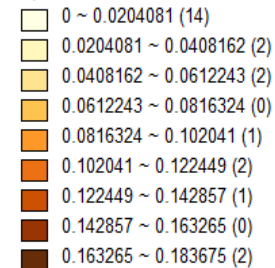 0 ~ 0.0204081 (14)
0.0204081 ~ 0.0408162 (2)
0.0408162 ~ 0.0612243 (2)
0.0612243 ~ 0.0816324 (0)
0.0816324 ~ 0.102041 (1)
0.102041 ~ 0.122449 (2)
0.122449 ~ 0.142857 (1)
0.142857 ~ 0.163265 (0)
0.163265 ~ 0.183675 (2)